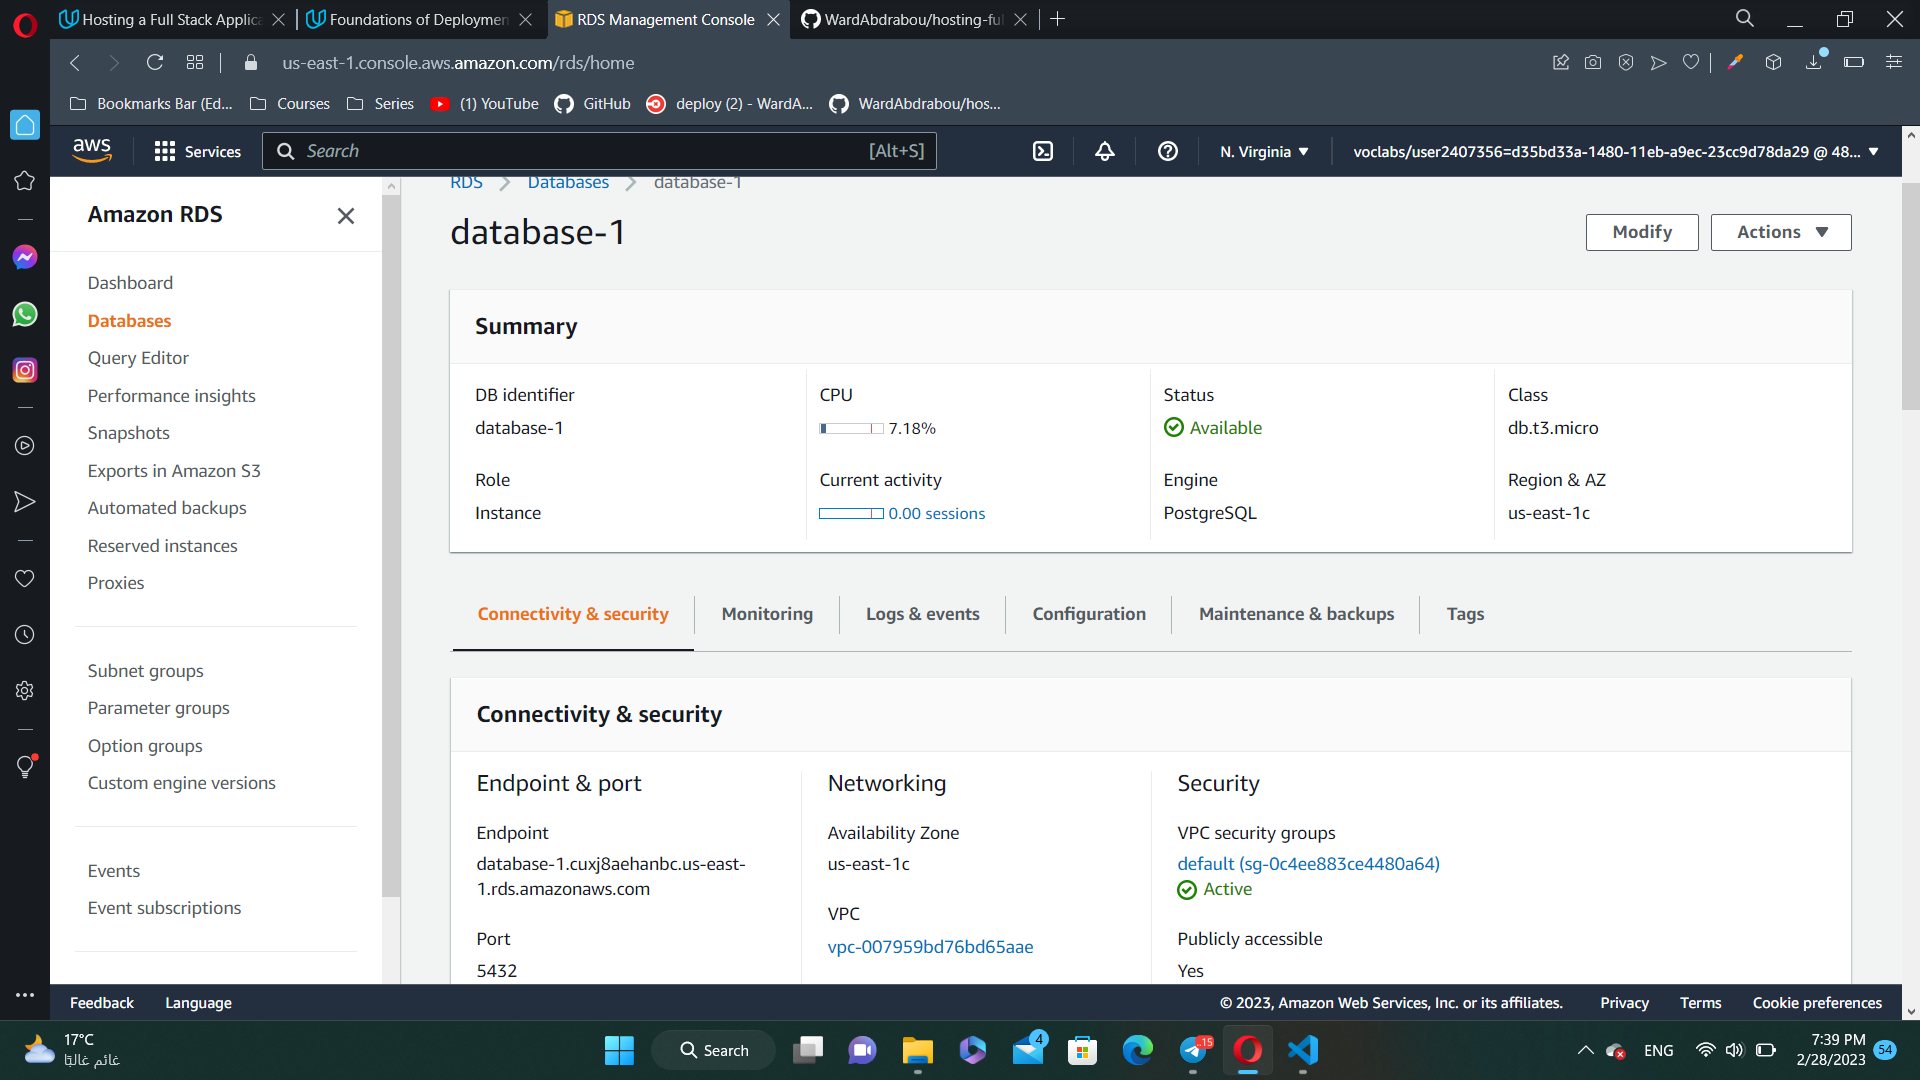 Hosting a Full Stack Applica
Foundations of Deploymen
RDS Management Console
WardAbdrabou/hosting-ful
us-east-1.console.aws.amazon.com/rds/home
Bookmarks Bar (Ed...
Courses
Series
(1) YouTube
GitHub
deploy (2) - WardA...
WardAbdrabou/hos...
aws
Services
Search
[Alt+S]
N. Virginia
voclabs/user2407356=d35bd33a-1480-11eb-a9ec-23cc9d78da29 @ 48...
Amazon RDS
Dashboard
Databases
Query Editor
Performance insights
Snapshots
Exports in Amazon S3
Automated backups
Reserved instances
Proxies
Subnet groups
Parameter groups
Option groups
Custom engine versions
Events
Event subscriptions
RDS
Databases
database-1
database-1
Modify
Actions
Summary
DB identifier
database-1
CPU
7.18%
Status
Available
Class
db.t3.micro
Role
Instance
Current activity
0.00 sessions
Engine
PostgreSQL
Region & AZ
us-east-1c
Connectivity & security
Monitoring
Logs & events
Configuration
Maintenance & backups
Tags
Connectivity & security
Endpoint & port
Endpoint
database-1.cuxj8aehanbc.us-east-
1.rds.amazonaws.com
Port
5432
Networking
Availability Zone
us-east-1c
VPC
vpc-007959bd76bd65aae
Security
VPC security groups
default (sg-0c4ee883ce4480a64)
Active
Publicly accessible
Yes
Feedback
Language
© 2023, Amazon Web Services, Inc. or its affiliates.
Privacy
Terms
Cookie preferences
17°C
غائم غالبًا
Search
4
..15
ENG
7:39 PM
2/28/2023
54